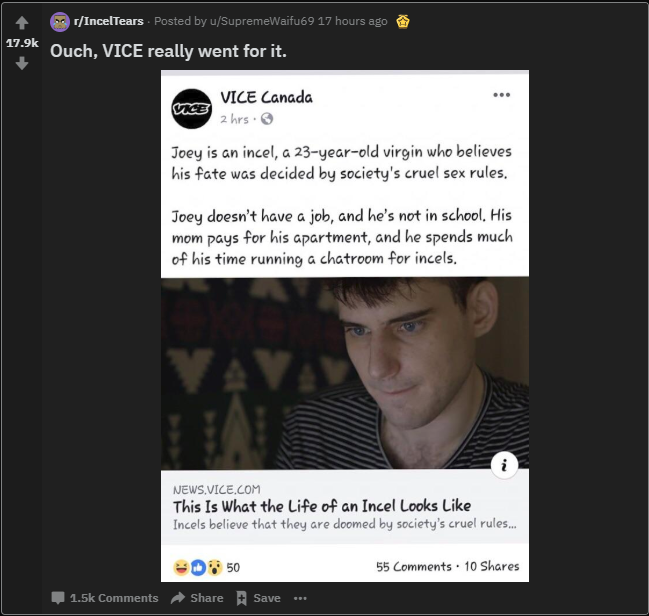 r/IncelTears · Posted by u/SupremeWaifu69 17 hours ago
17.9k
Ouch, VICE really went for it.
VICE
VICE Canada
2 hrs ·
Joey is an incel, a 23-year-old virgin who believes
his fate was decided by society's cruel sex rules.
Joey doesn't have a job, and he's not in school. His
mom pays for his apartment, and he spends much
of his time running a chatroom for incels.
i
NEWS.VICE.COM
This Is What the Life of an Incel Looks Like
Incels believe that they are doomed by society's cruel rules...
50
55 Comments · 10 Shares
1.5k Comments Share Save